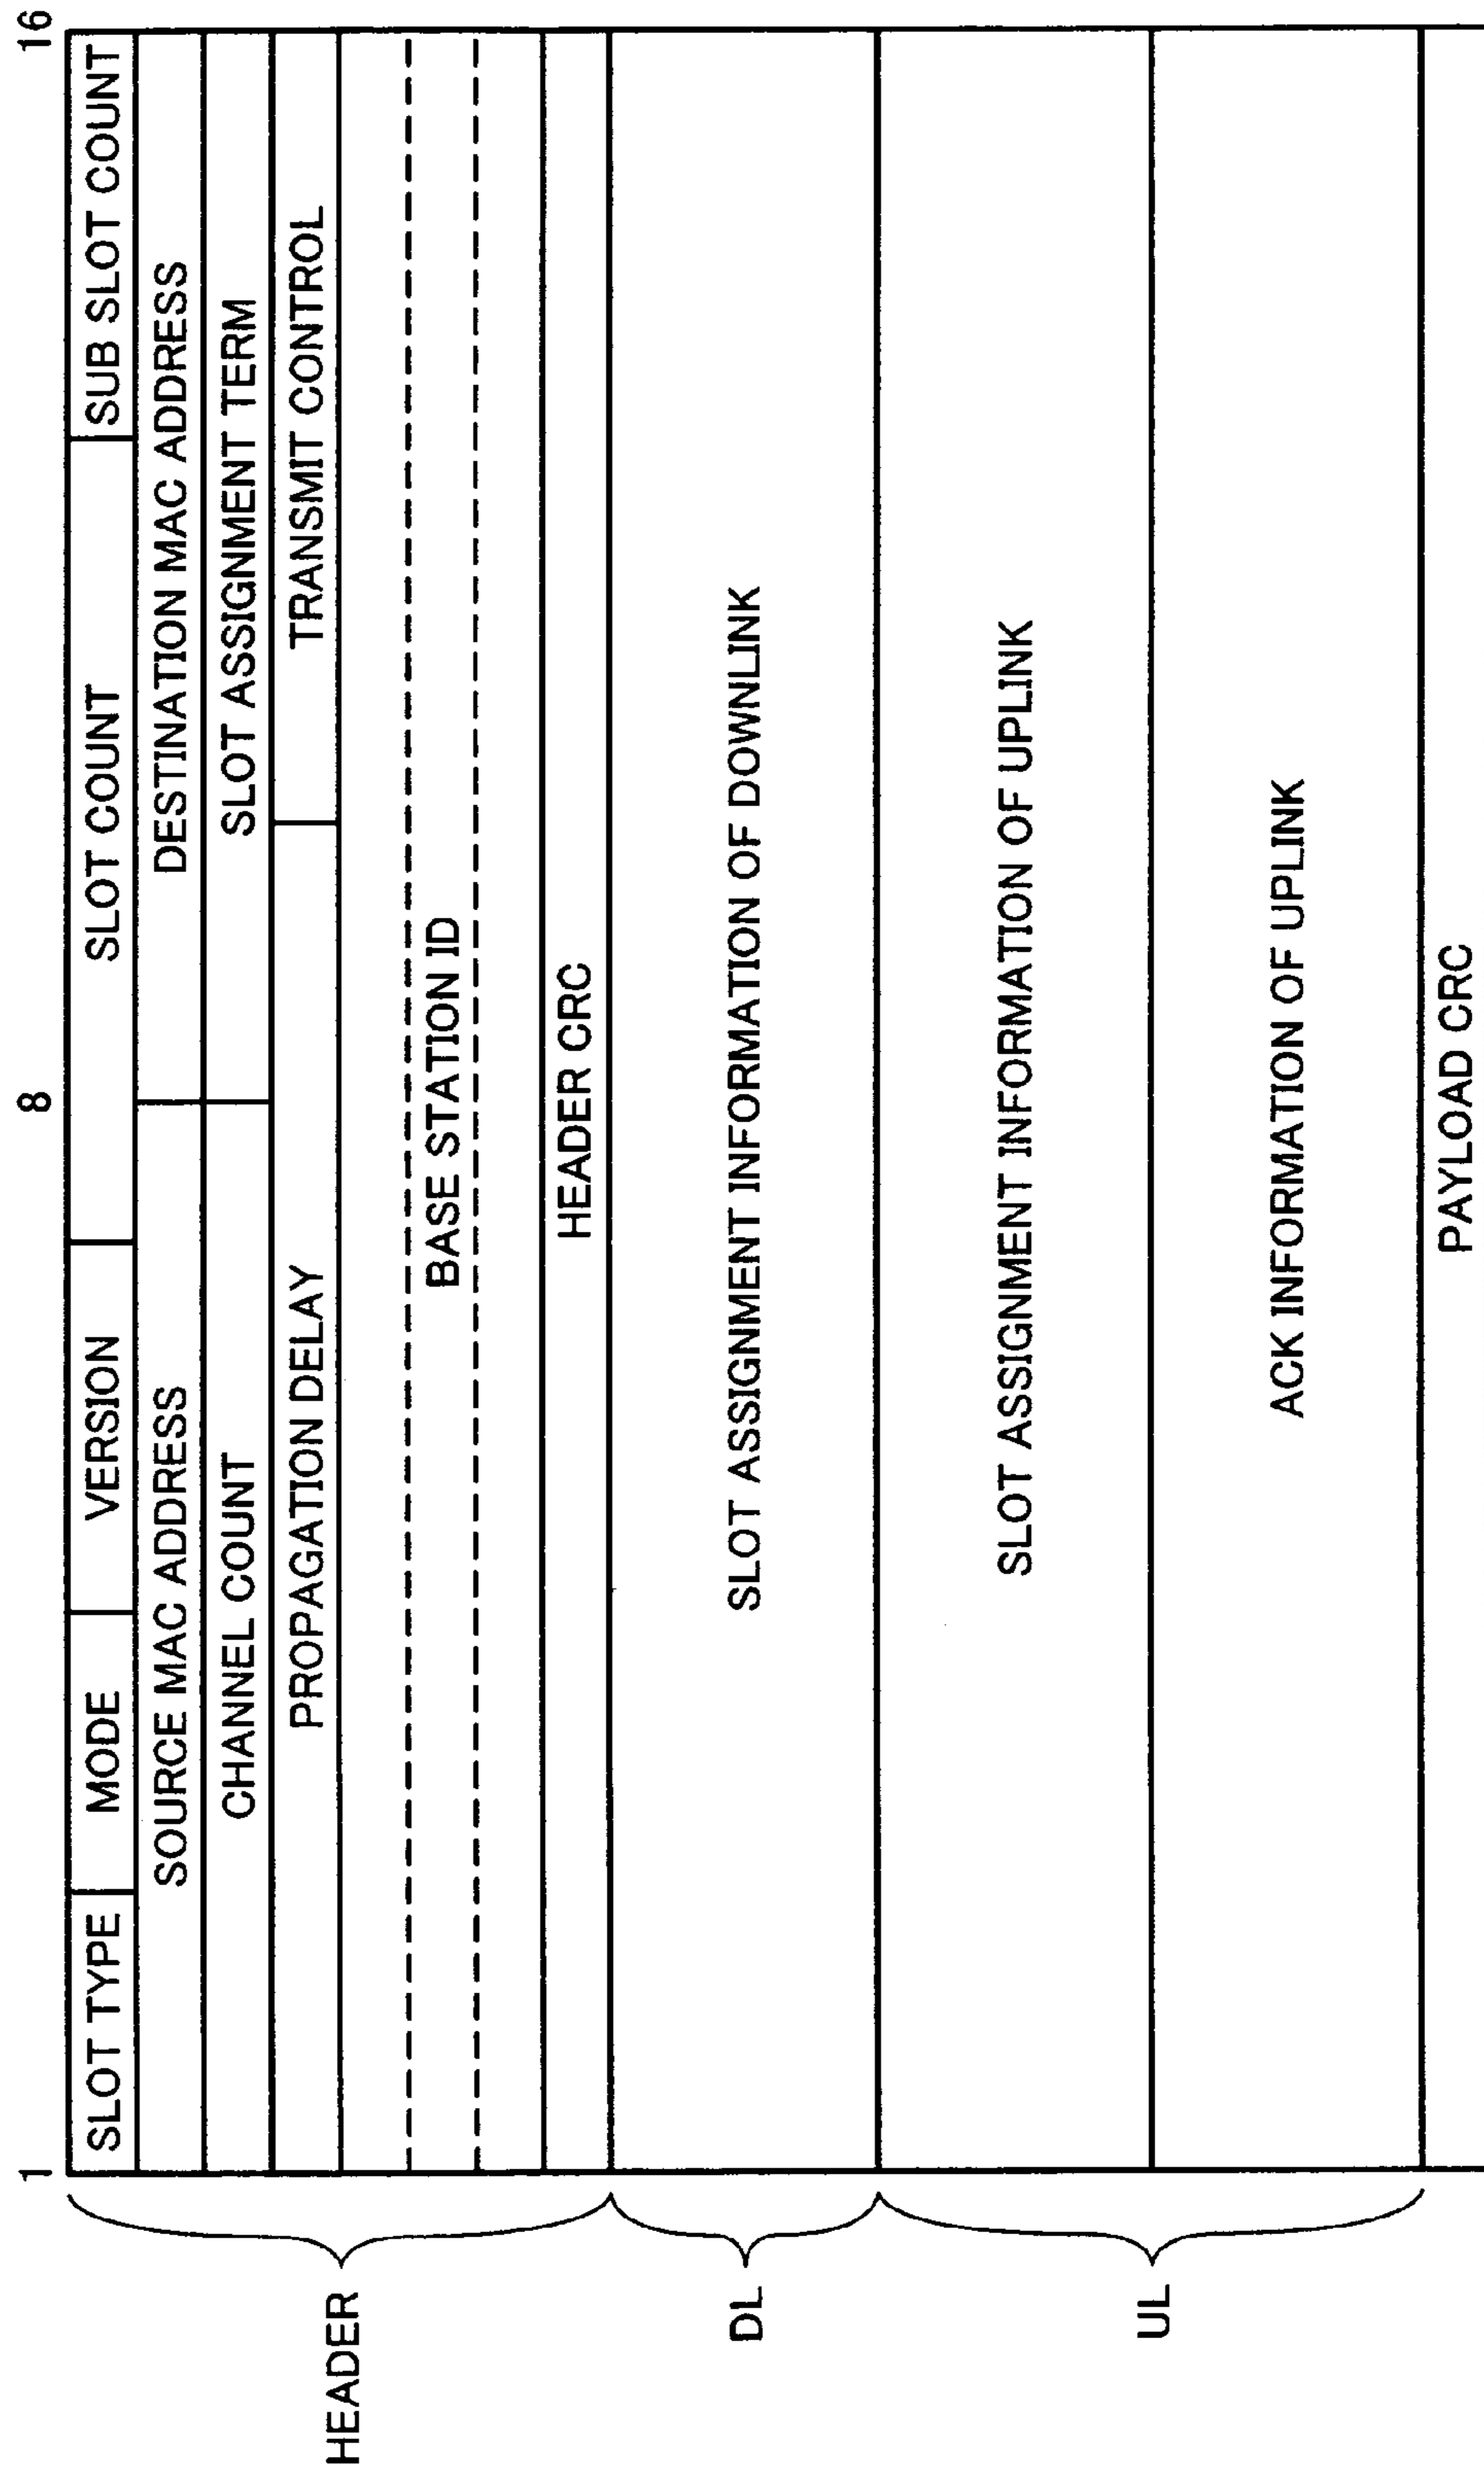 1 8 16
SLOT TYPE MODE VERSION SLOT COUNT SUB SLOT COUNT
SOURCE MAC ADDRESS DESTINATION MAC ADDRESS
CHANNEL COUNT SLOT ASSIGNMENT TERM
HEADER PROPAGATION DELAY TRANSMIT CONTROL
BASE STATION ID
HEADER CRC
DL SLOT ASSIGNMENT INFORMATION OF DOWNLINK
SLOT ASSIGNMENT INFORMATION OF UPLINK
UL
ACK INFORMATION OF UPLINK
PAYLOAD CRC